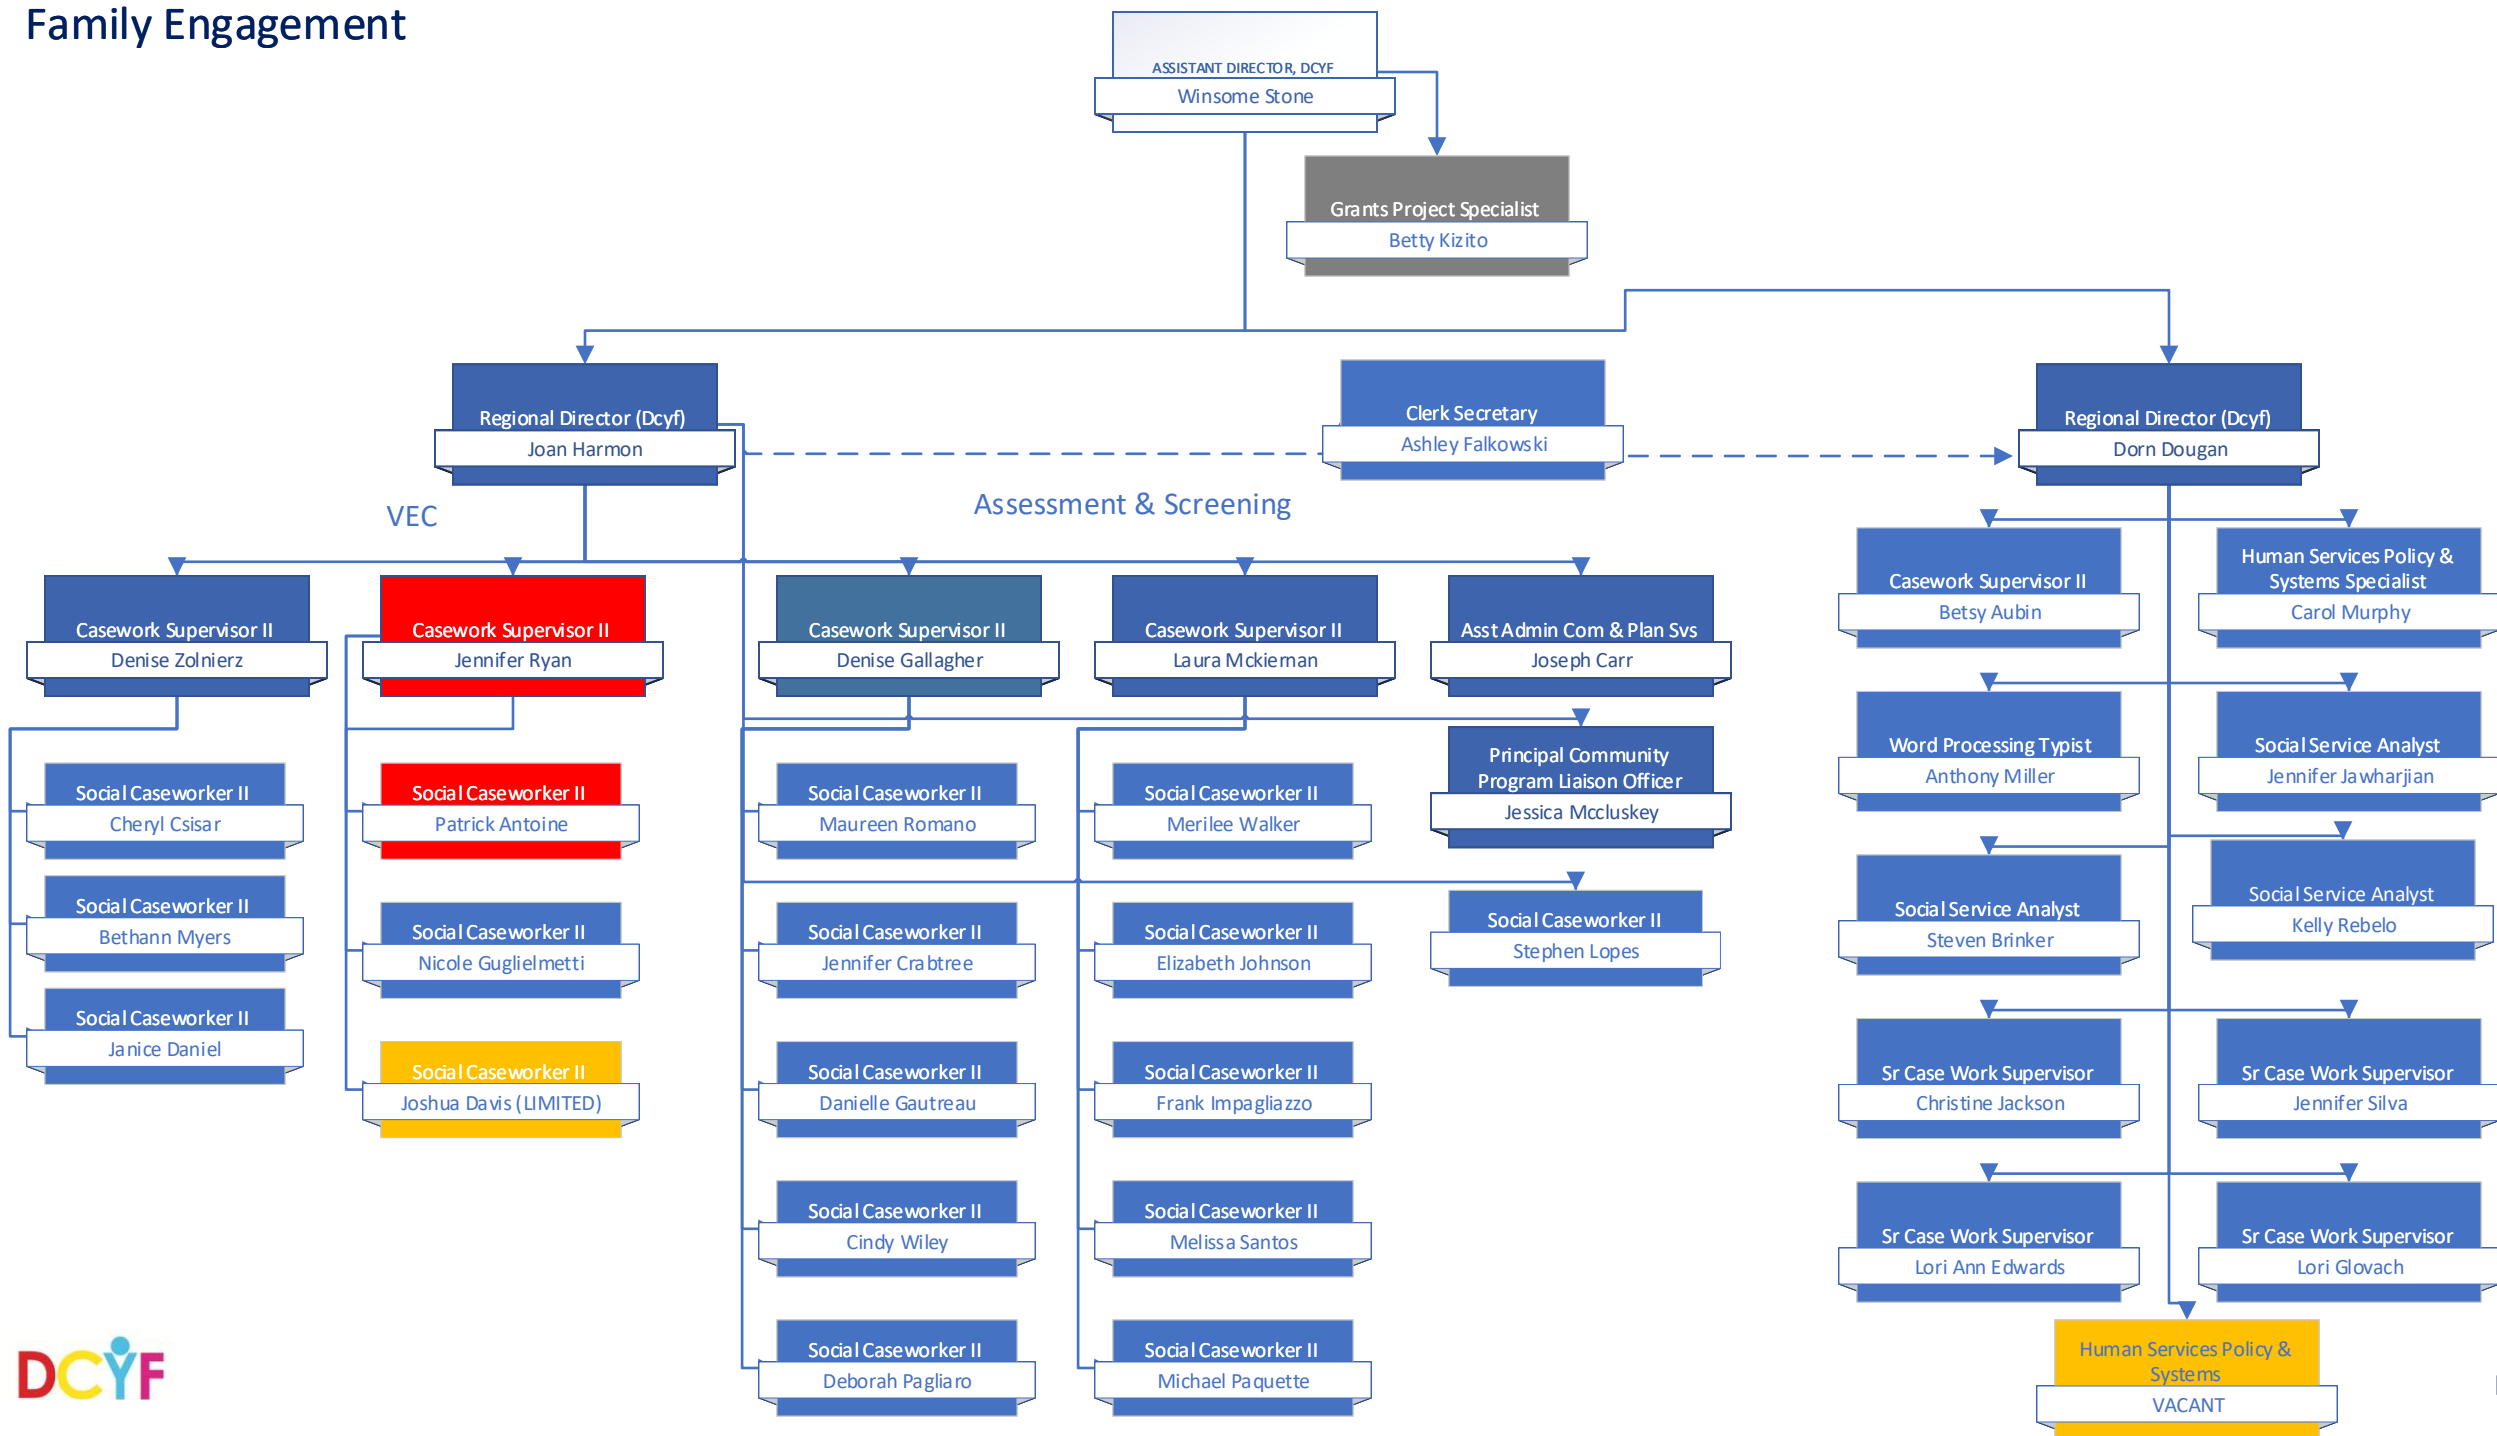 Family Engagement
ASSISTANT DIRECTOR, DCYF
Winsome Stone
Grants Project Specialist
Betty Kizito
Regional Director (Dcyf)
Joan Harmon
Clerk Secretary
Ashley Falkowski
Regional Director (Dcyf)
Dorn Dougan
VEC
Assessment & Screening
Casework Supervisor II
Denise Zolnierz
Social Caseworker II
Cheryl Csisar
Social Caseworker II
Bethann Myers
Social Caseworker II
Janice Daniel
Casework Supervisor II
Jennifer Ryan
Social Caseworker II
Patrick Antoine
Social Caseworker II
Nicole Guglielmetti
Social Caseworker II
Joshua Davis (LIMITED)
Casework Supervisor II
Denise Gallagher
Social Caseworker II
Maureen Romano
Social Caseworker II
Jennifer Crabtree
Social Caseworker II
Danielle Gautreau
Social Caseworker II
Cindy Wiley
Social Caseworker II
Deborah Pagliaro
Casework Supervisor II
Laura Mckiernan
Social Caseworker II
Merilee Walker
Social Caseworker II
Elizabeth Johnson
Social Caseworker II
Frank Impagliazzo
Social Caseworker II
Melissa Santos
Social Caseworker II
Michael Paquette
Asst Admin Com & Plan Svs
Joseph Carr
Principal Community
Program Liaison Officer
Jessica Mccluskey
Social Caseworker II
Stephen Lopes
Casework Supervisor II
Betsy Aubin
Human Services Policy &
Systems Specialist
Carol Murphy
Word Processing Typist
Anthony Miller
Social Service Analyst
Jennifer Jawharjian
Social Service Analyst
Steven Brinker
Social Service Analyst
Kelly Rebelo
Sr Case Work Supervisor
Christine Jackson
Sr Case Work Supervisor
Jennifer Silva
Sr Case Work Supervisor
Lori Ann Edwards
Sr Case Work Supervisor
Lori Glovach
Human Services Policy &
Systems
VACANT
DCYF